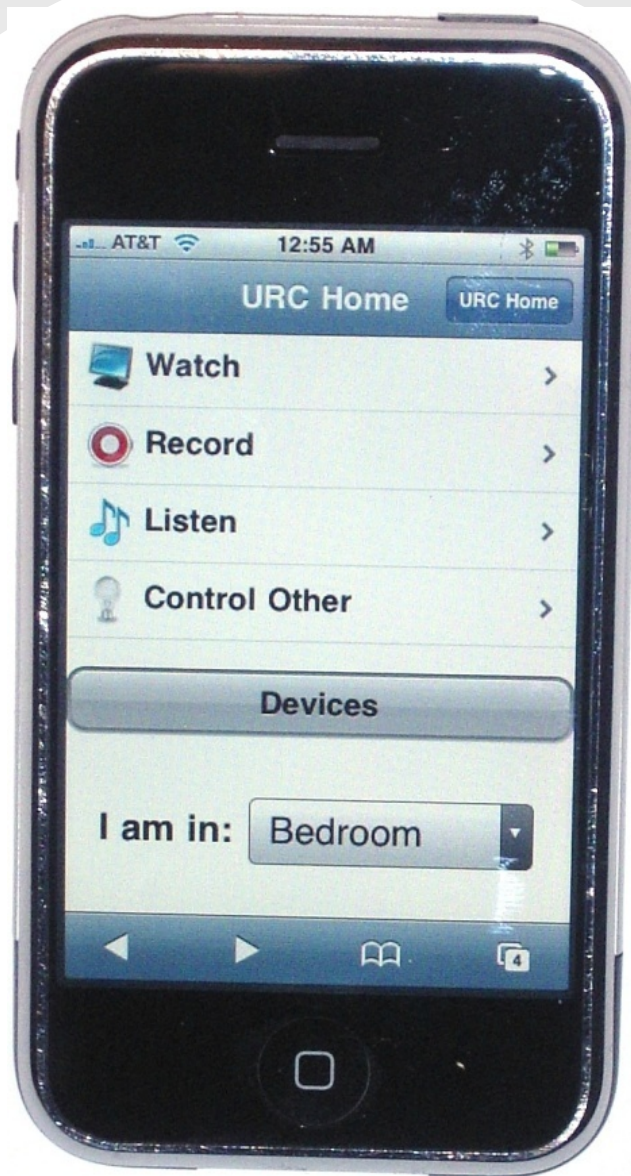 AT&T 12:55 AM
URC Home URC Home
Watch
Record
Listen
Control Other
Devices
I am in: Bedroom
4